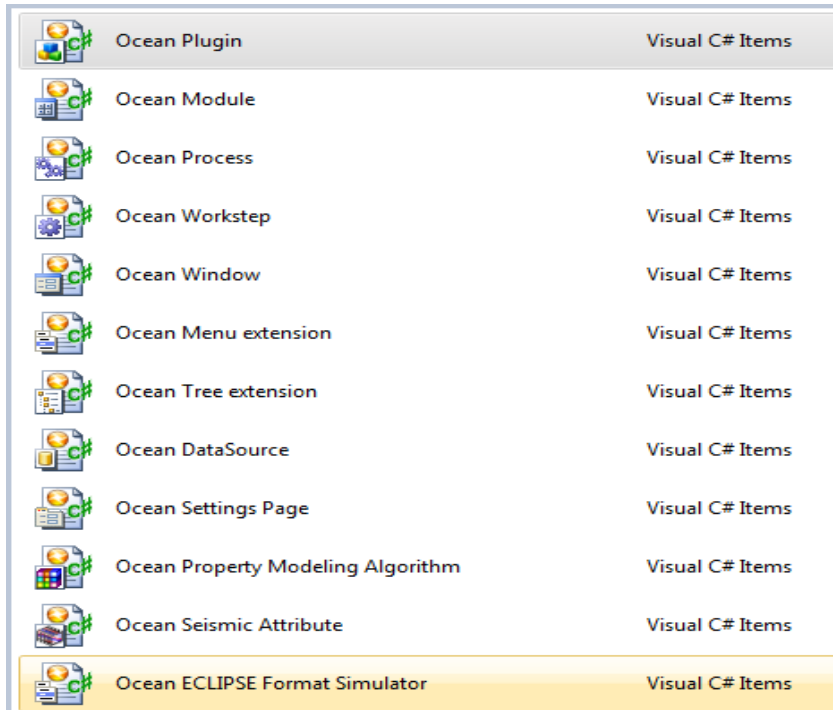 Ocean Plugin Visual C# Items
Ocean Module Visual C# Items
Ocean Process Visual C# Items
Ocean Workstep Visual C# Items
Ocean Window Visual C# Items
Ocean Menu extension Visual C# Items
Ocean Tree extension Visual C# Items
Ocean DataSource Visual C# Items
Ocean Settings Page Visual C# Items
Ocean Property Modeling Algorithm Visual C# Items
Ocean Seismic Attribute Visual C# Items
Ocean ECLIPSE Format Simulator Visual C# Items